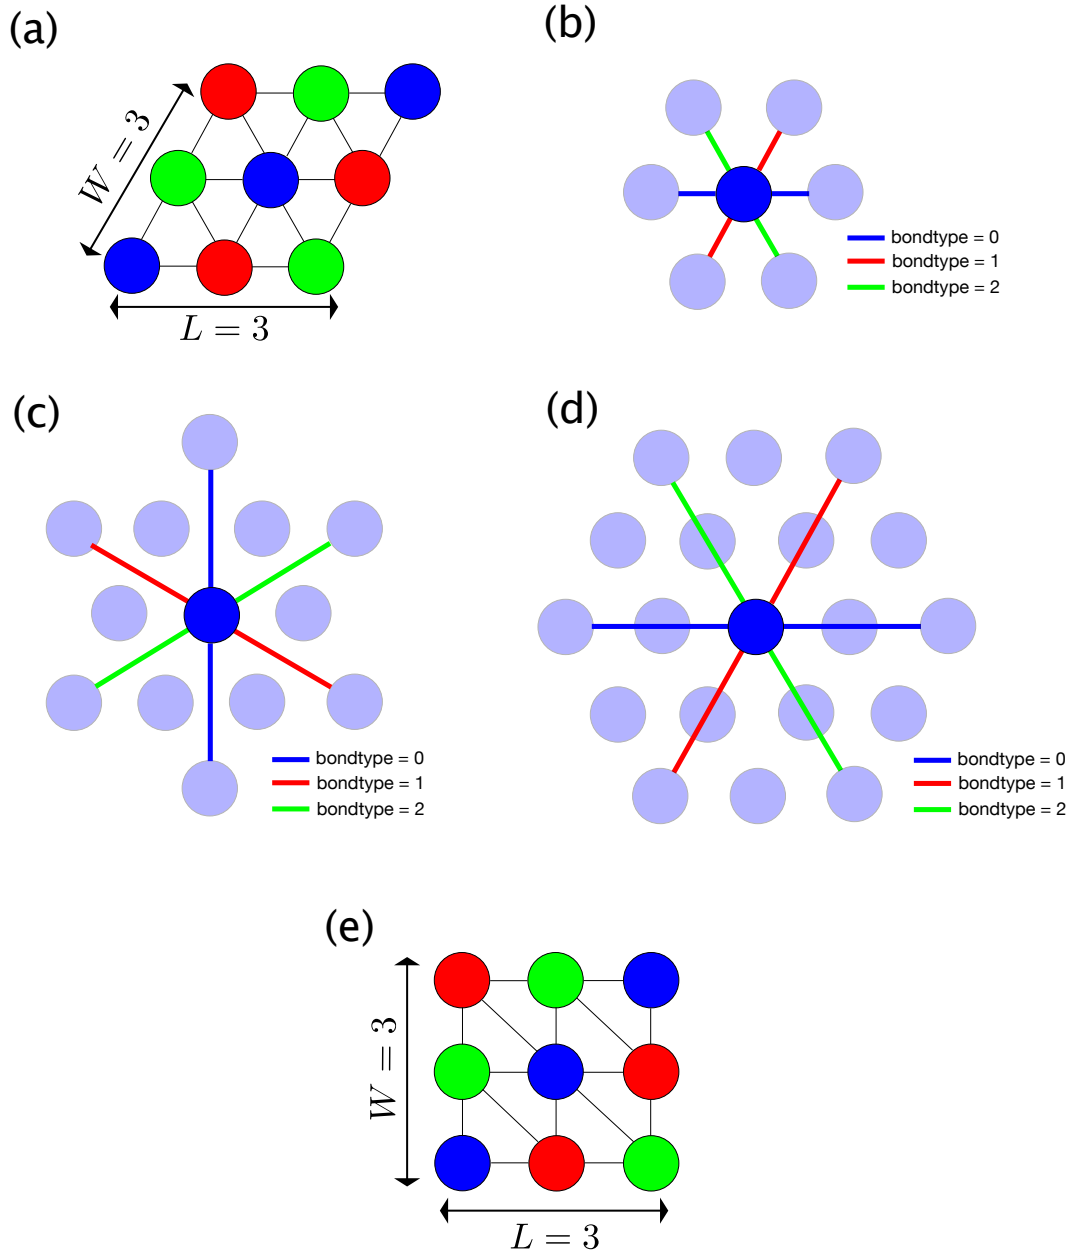 (a)
W = 3
L = 3
(b)
bondtype = 0
bondtype = 1
bondtype = 2
(c)
bondtype = 0
bondtype = 1
bondtype = 2
(d)
bondtype = 0
bondtype = 1
bondtype = 2
(e)
W = 3
L = 3